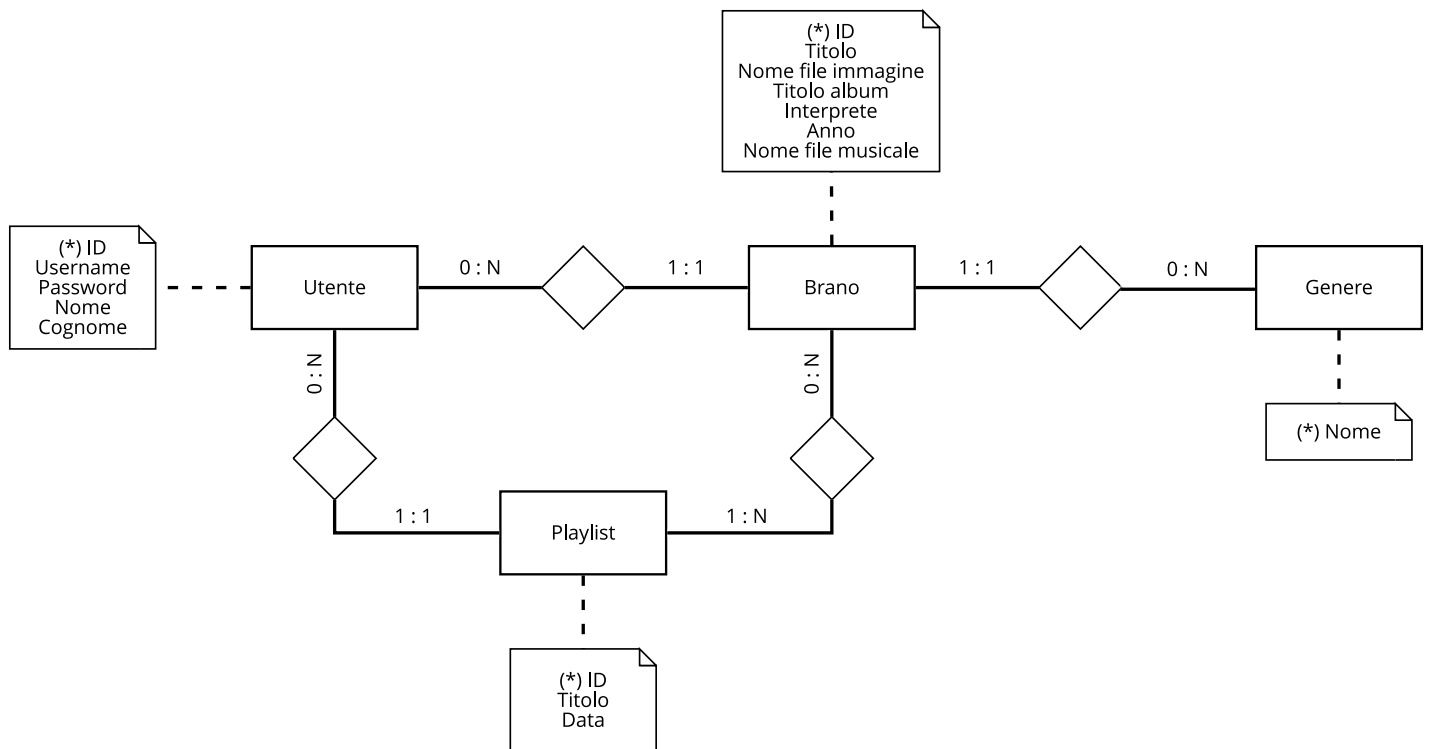 (*) ID
Titolo
Nome file immagine
Titolo album
Interprete
Anno
Nome file musicale
(*) ID
Username
Password
Nome
Cognome
Utente
0 : N
1 : 1
Brano
1 : 1
0 : N
Genere
0 : N
0 : N
(*) Nome
1 : 1
Playlist
1 : N
(*) ID
Titolo
Data